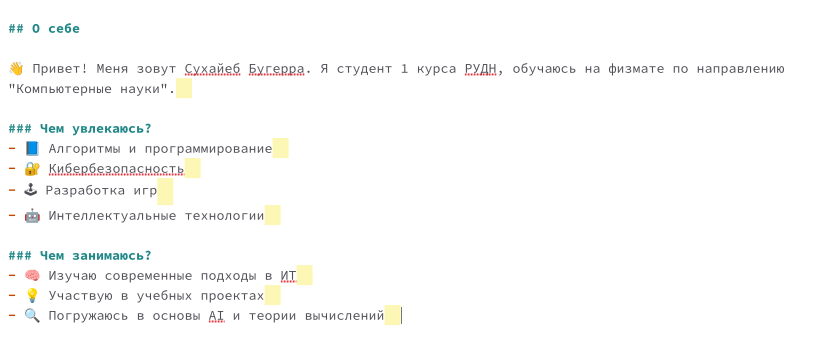 ## О себе
👋 Привет! Меня зовут Сухайеб Бугерра. Я студент 1 курса РУДН, обучаюсь на физмате по направлению
"Компьютерные науки".
### Чем увлекаюсь?
- 📘 Алгоритмы и программирование
- 🔐 Кибербезопасность
- 🕹 Разработка игр
- 🤖 Интеллектуальные технологии
### Чем занимаюсь?
- 🧠 Изучаю современные подходы в ИТ
- 💡 Участвую в учебных проектах
- 🔍 Погружаюсь в основы AI и теории вычислений